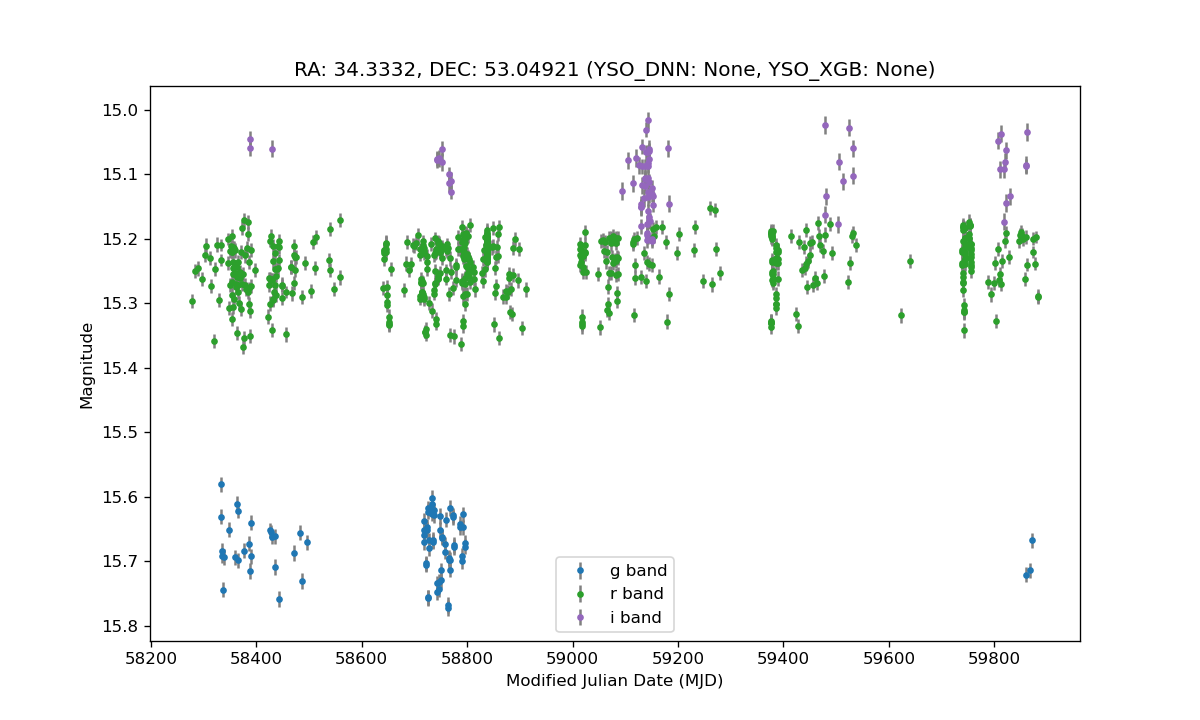 RA: 34.3332, DEC: 53.04921 (YSO_DNN: None, YSO_XGB: None)
Magnitude
15.0
15.1
15.2
15.3
15.4
15.5
15.6
15.7
15.8
g band
r band
i band
58200 58400 58600 58800 59000 59200 59400 59600 59800
Modified Julian Date (MJD)